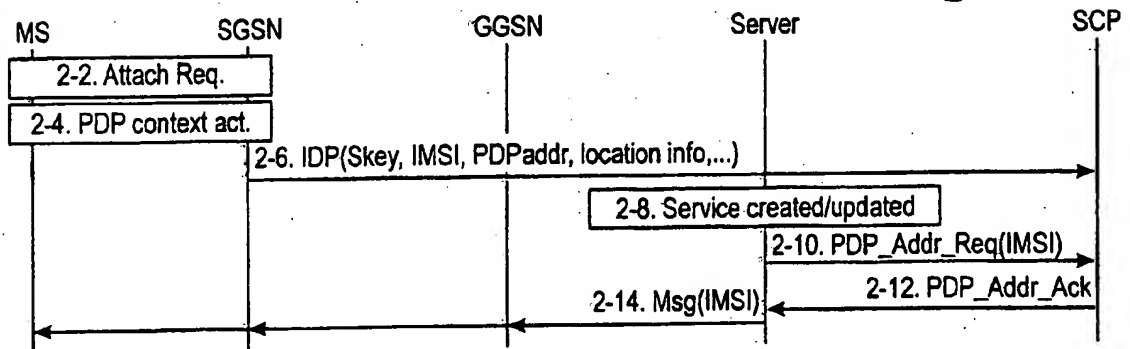 MS SGSN GGSN Server SCP
2-2. Attach Req.
2-4. PDP context act.
2-6. IDP(Skey, IMSI, PDPaddr, location info,...)
2-8. Service created/updated
2-10. PDP_Addr_Req(IMSI)
2-12. PDP_Addr_Ack
2-14. Msg(IMSI)